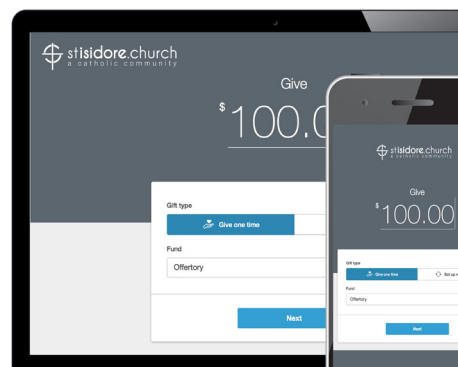 stisidore.church
a catholic community
Give
$100.0
Gift type
Give one time
Fund
Offertory
Next
stisidore.church
a catholic community
Give
$100.00
Gift type
Give one time
Set up
Fund
Offertory
Next